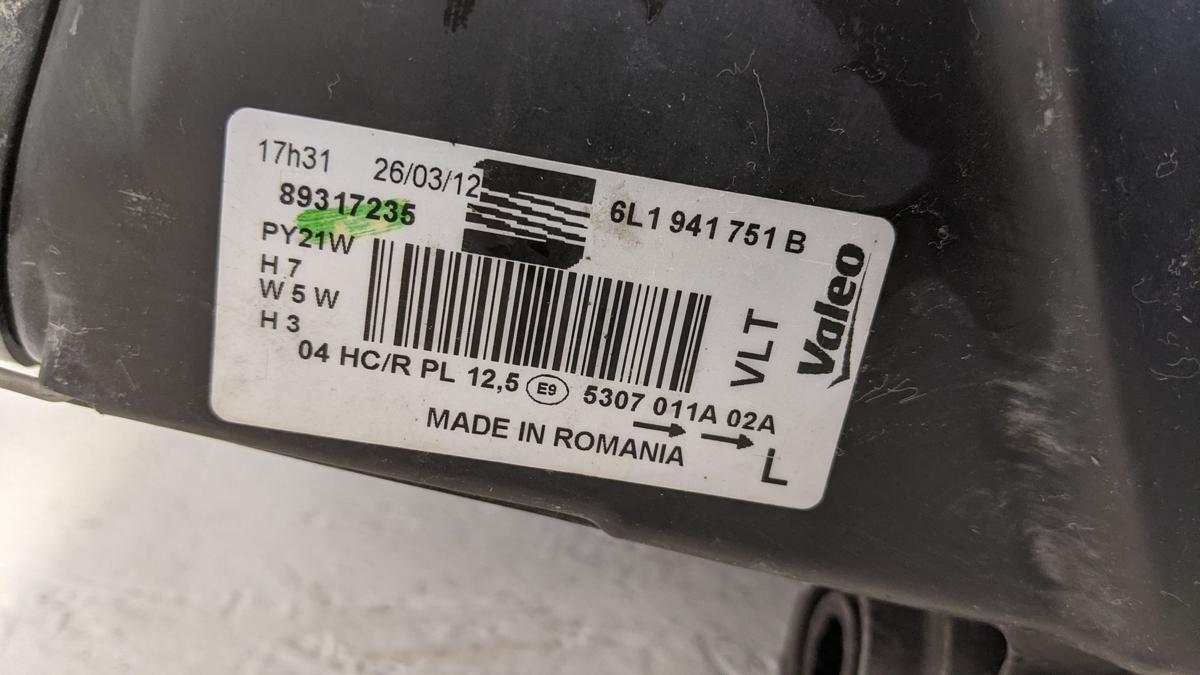 17h31 26/03/12
89317235
6L1 941 751 B
PY21W
H 7
W 5 W
H 3
VLT
Valeo
04 HC/R PL 12,5 E9 5307 011A 02A
MADE IN ROMANIA
L